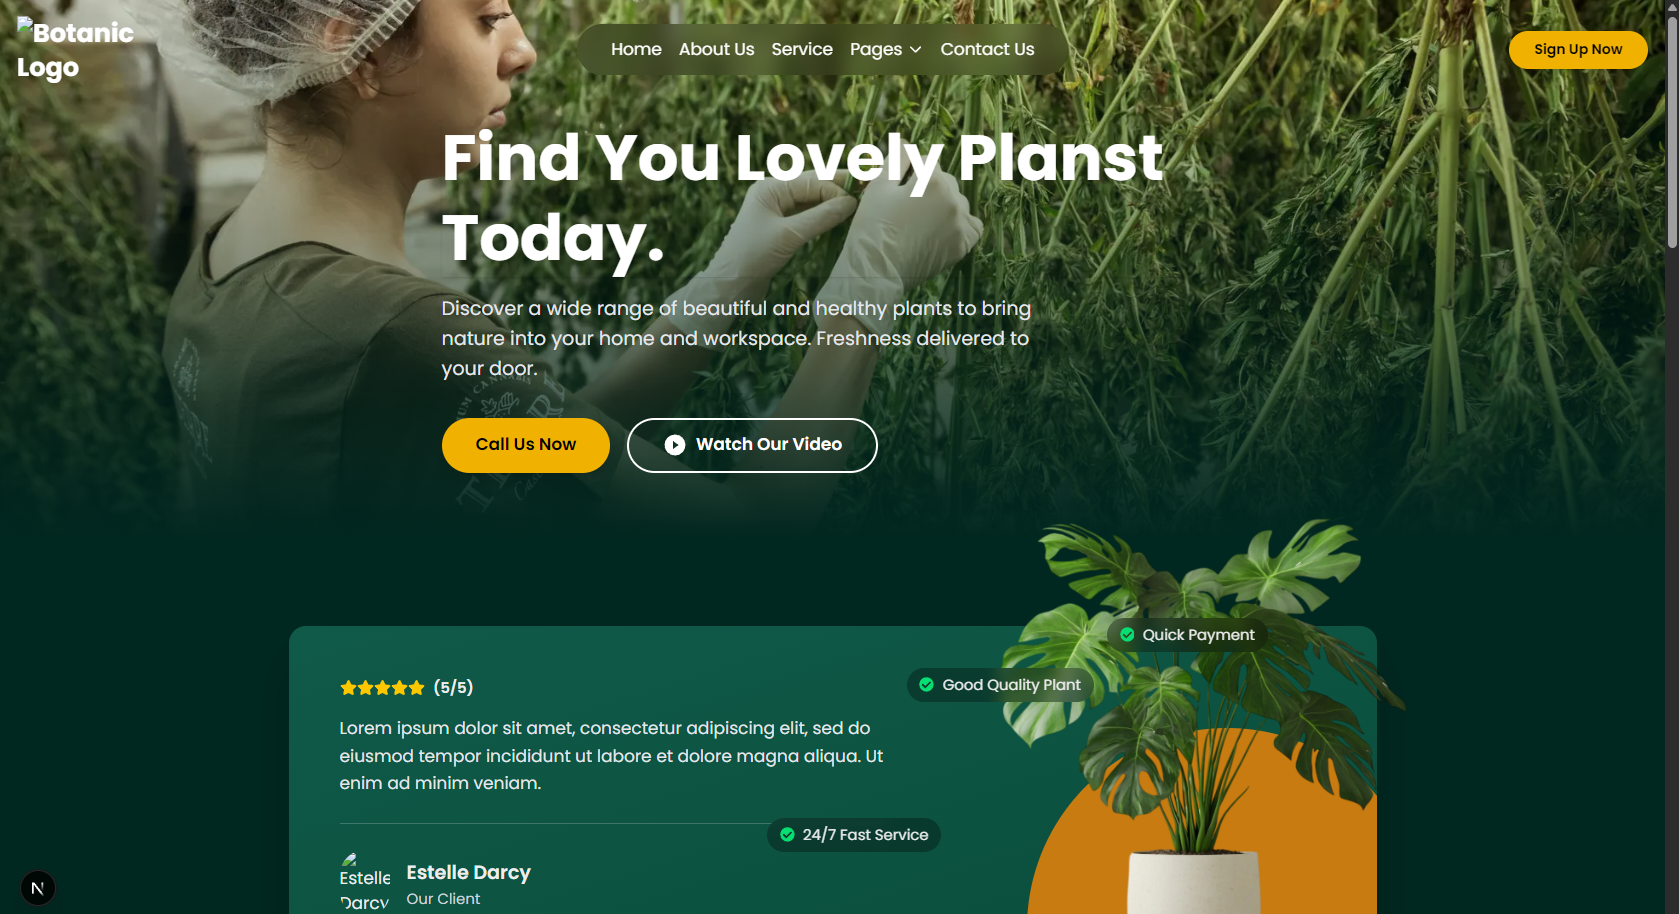 Botanic
Logo
Home About Us Service Pages Contact Us
Sign Up Now
Find You Lovely Planst
Today.
Discover a wide range of beautiful and healthy plants to bring
nature into your home and workspace. Freshness delivered to
your door.
Call Us Now
Watch Our Video
Quick Payment
Good Quality Plant
(5/5)
Lorem ipsum dolor sit amet, consectetur adipiscing elit, sed do
eiusmod tempor incididunt ut labore et dolore magna aliqua. Ut
enim ad minim veniam.
24/7 Fast Service
Estelle
Darcy
Estelle Darcy
Our Client
N